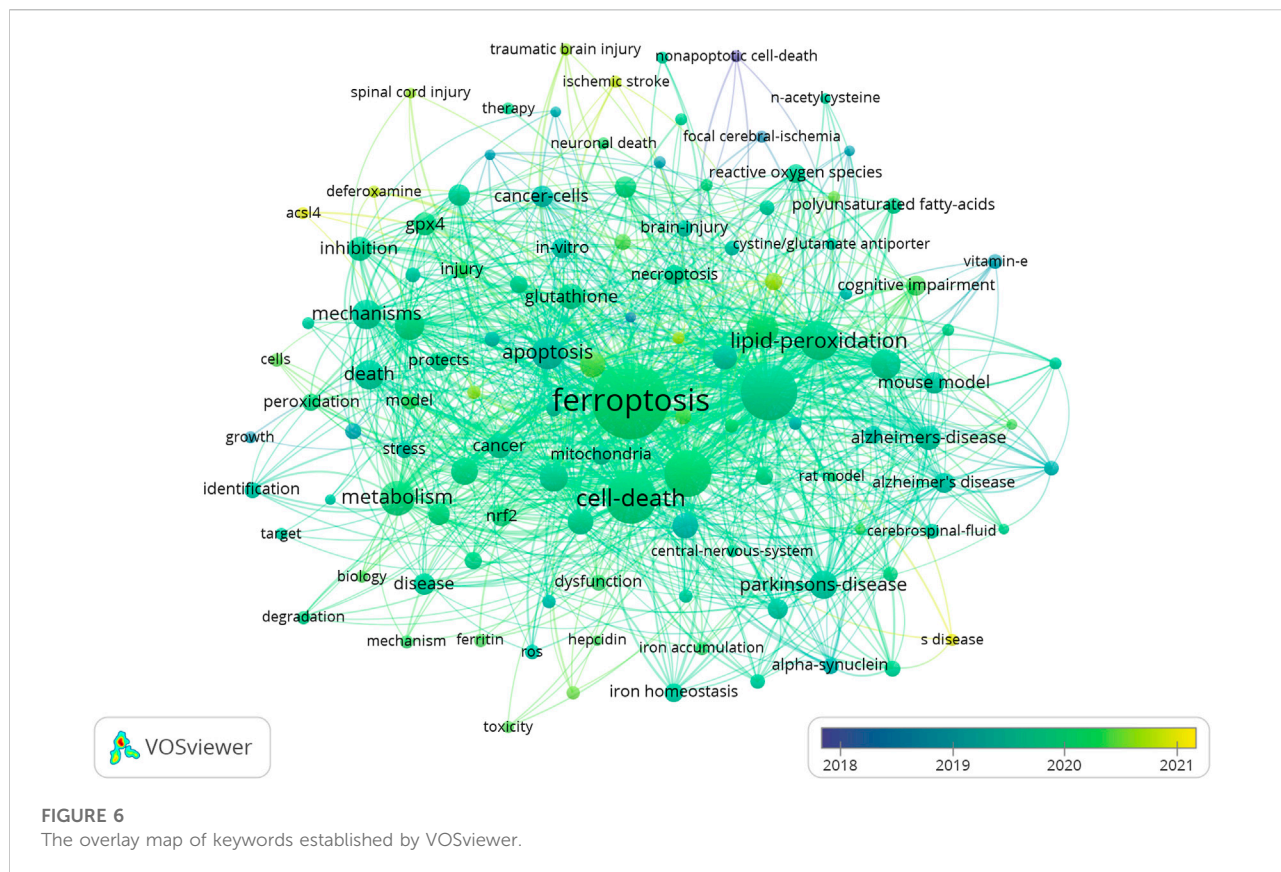 traumatic brain injury
nonapoptotic cell-death
ischemic stroke
spinal cord injury
n-acetylcysteine
therapy
focal cerebral-ischemia
neuronal death
reactive oxygen species
deferoxamine
cancer-cells
polyunsaturated fatty-acids
acsl4
gpx4
brain-injury
inhibition
in-vitro
cystine/glutamate antiporter
vitamin-e
injury
necroptosis
cognitive impairment
glutathione
mechanisms
lipid-peroxidation
apoptosis
cells
protects
death
mouse model
ferroptosis
peroxidation
model
growth
stress
cancer
alzheimers-disease
mitochondria
identification
rat model
alzheimer's disease
metabolism
cell-death
nrf2
target
cerebrospinal-fluid
central-nervous-system
biology
disease
dysfunction
parkinsons-disease
degradation
mechanism
ferritin
hepcidin
s disease
ros
iron accumulation
alpha-synuclein
iron homeostasis
toxicity
VOSviewer
2018
2019
2020
2021
FIGURE 6
The overlay map of keywords established by VOSviewer.